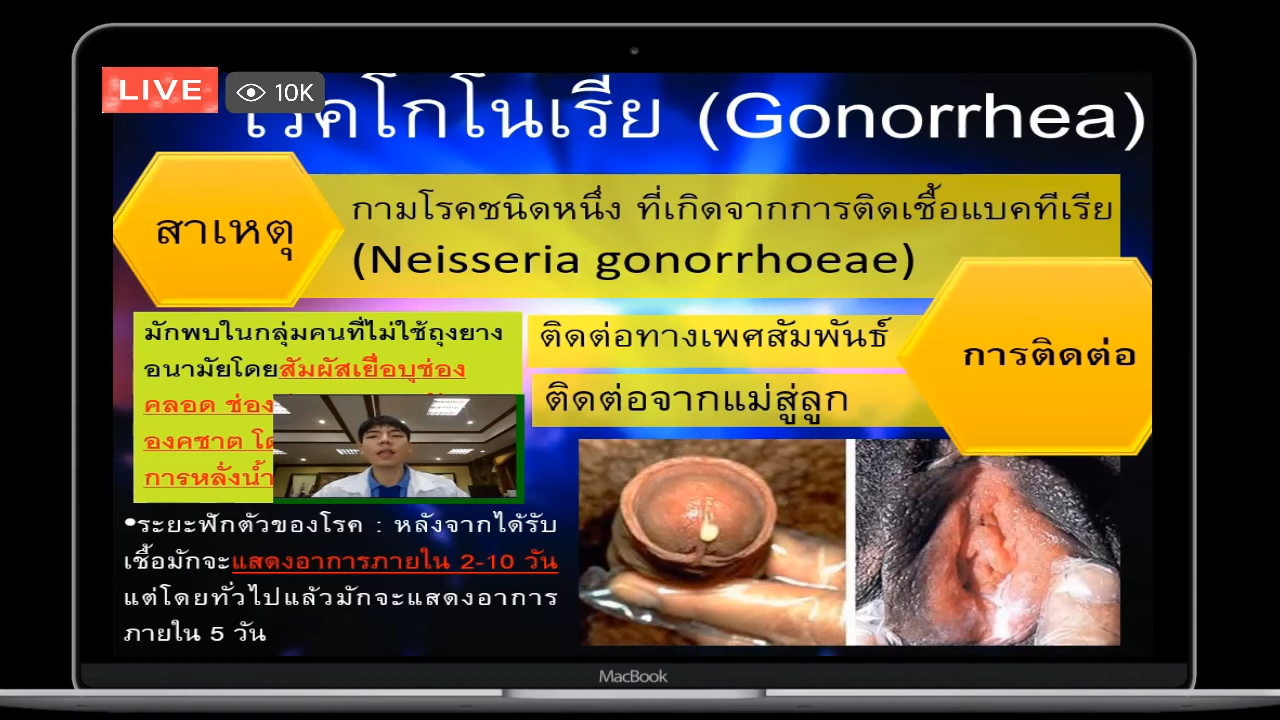 LIVE
10K
โรคโกโนเรีย (Gonorrhea)
สาเหตุ
กามโรคชนิดหนึ่ง ที่เกิดจากการติดเชื้อแบคทีเรีย
(Neisseria gonorrhoeae)
มักพบในกลุ่มคนที่ไม่ใช้ถุงยาง
อนามัยโดยสัมผัสเยื่อบุช่อง
คลอด ช่อง
องคชาต โด
การหลั่งน้ำ
ติดต่อทางเพศสัมพันธ์
ติดต่อจากแม่สู่ลูก
การติดต่อ
•ระยะฟักตัวของโรค : หลังจากได้รับ
เชื้อมักจะแสดงอาการภายใน 2-10 วัน
แต่โดยทั่วไปแล้วมักจะแสดงอาการ
ภายใน 5 วัน
MacBook